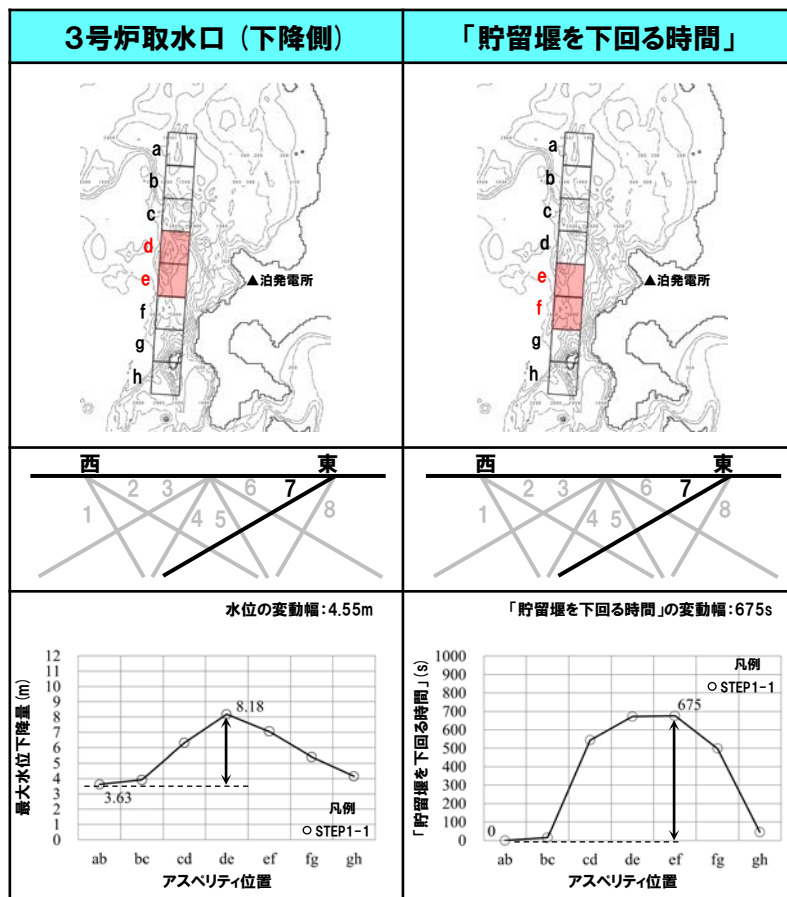 3号炉取水口（下降側）
「貯留堰を下回る時間」
a
b
c
d
e
f
g
h
▲泊発電所
a
b
c
d
e
f
g
h
▲泊発電所
西 東
1 2 3 4 5 6 7 8
西 東
1 2 3 4 5 6 7 8
水位の変動幅：4.55m
最大水位下降量(m)
12
11
10
9
8
7
6
5
4
3
2
1
0
8.18
3.63
凡例
○STEP1-1
ab bc cd de ef fg gh
アスペリティ位置
「貯留堰を下回る時間」の変動幅：675s
「貯留堰を下回る時間」(s)
1000
900
800
700
600
500
400
300
200
100
0
凡例
○STEP1-1
675
0
ab bc cd de ef fg gh
アスペリティ位置